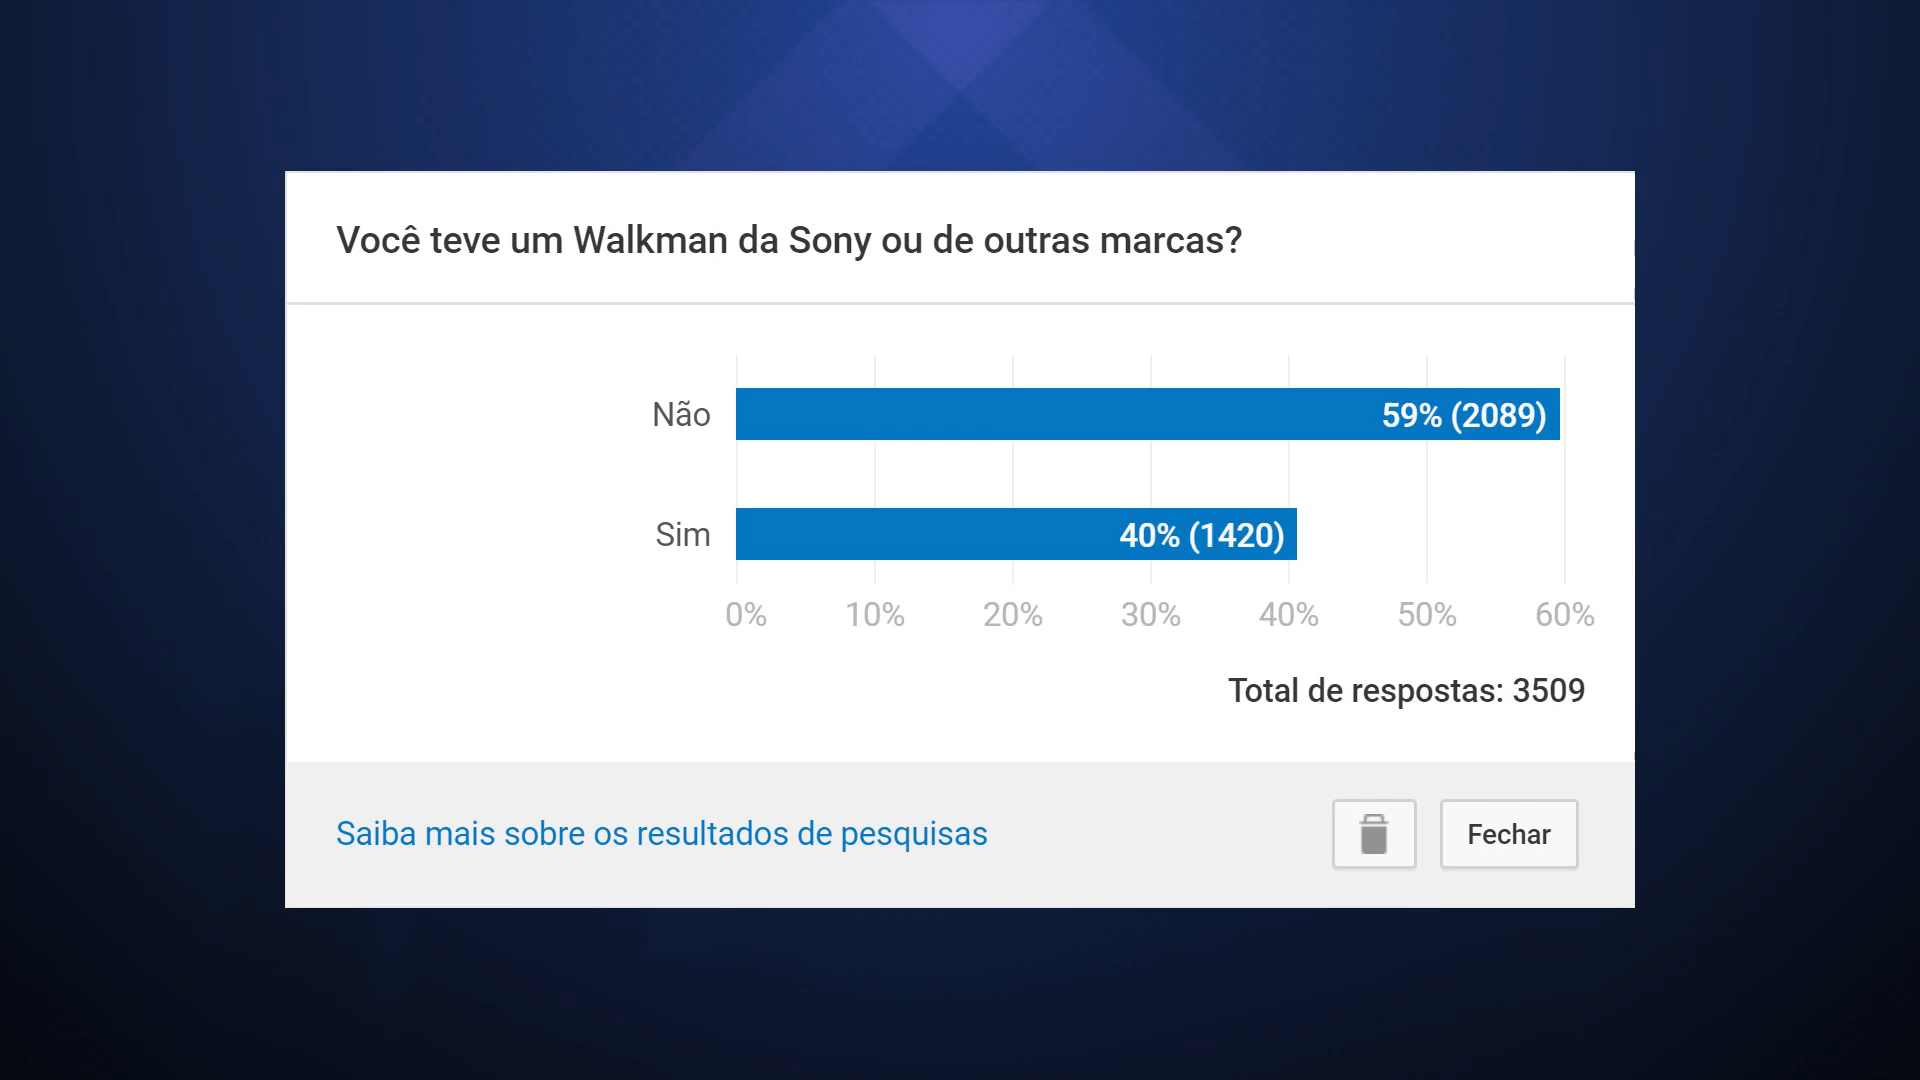 Você teve um Walkman da Sony ou de outras marcas?
Não
59% (2089)
Sim
40% (1420)
0% 10% 20% 30% 40% 50% 60%
Total de respostas: 3509
Saiba mais sobre os resultados de pesquisas
Fechar